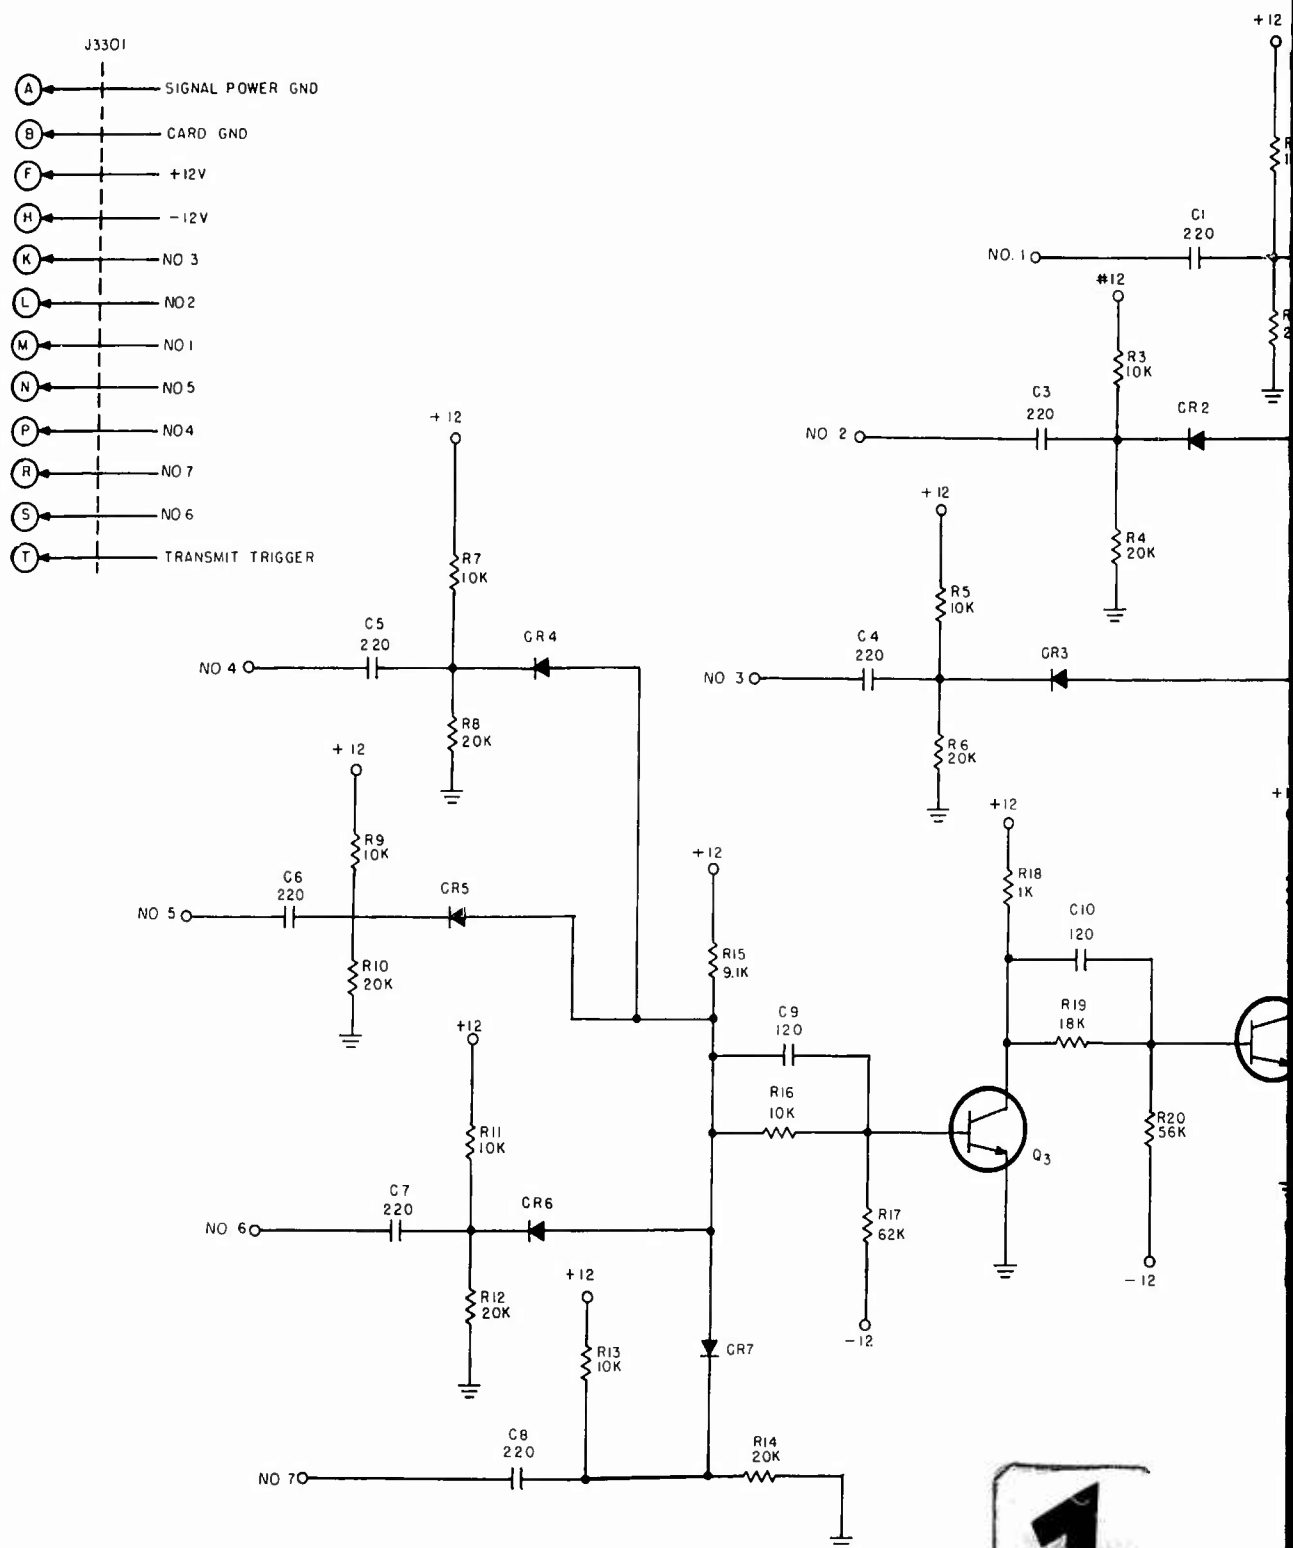 J3301
A SIGNAL POWER GND
B CARD GND
F +12V
H -12V
K NO 3
L NO 2
M NO 1
N NO 5
P NO 4
R NO 7
S NO 6
T TRANSMIT TRIGGER
+12
C1
220
NO. 1
#12
R3
10K
C3
220
CR2
NO 2
R4
20K
+12
R5
10K
C4
220
CR3
NO 3
R6
20K
+12
R7
10K
C5
220
CR4
NO 4
R8
20K
+12
R9
10K
C6
220
CR5
NO 5
R10
20K
+12
R15
9.1K
+12
R18
1K
C10
120
R19
18K
C9
120
R16
10K
Q3
R20
56K
-12
R17
62K
-12
+12
R11
10K
C7
220
CR6
NO 6
R12
20K
+12
R13
10K
CR7
C8
220
R14
20K
NO 7
1